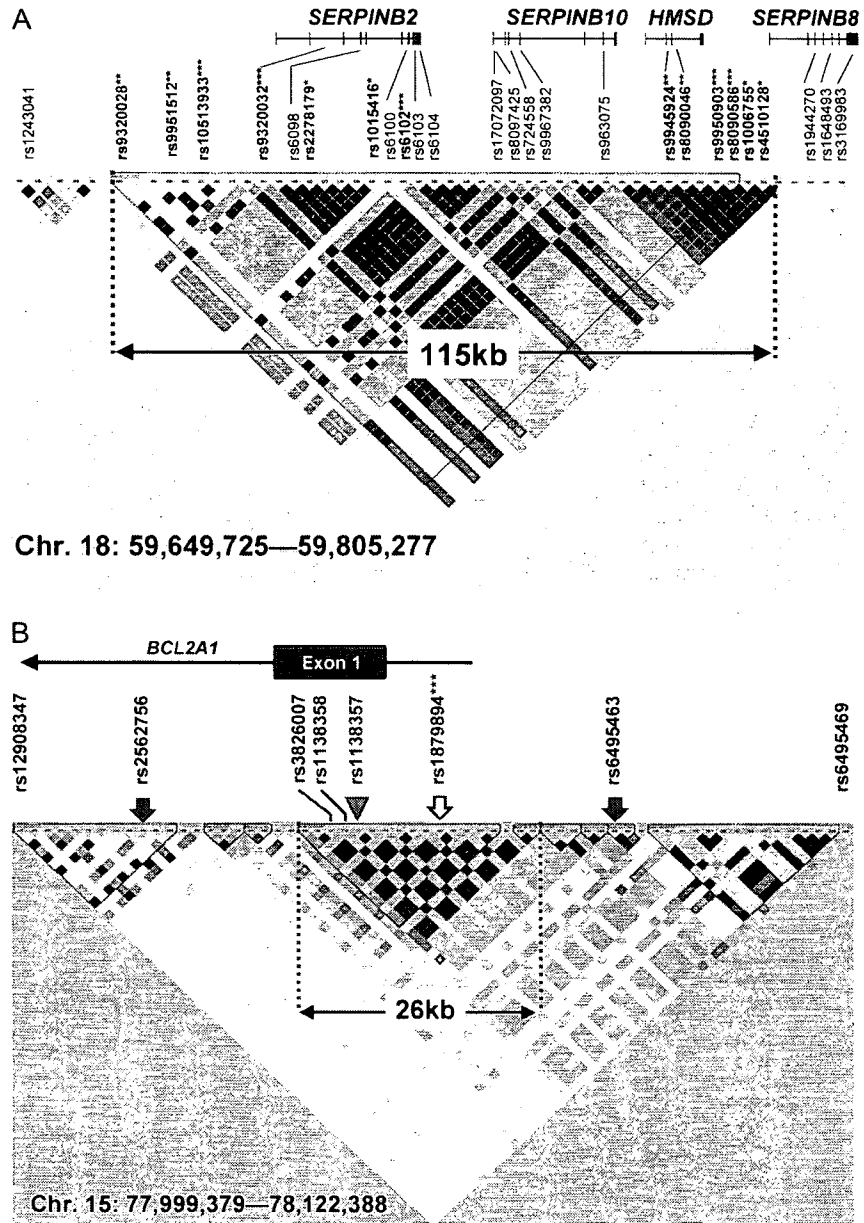 A
SERPINB2 SERPINB10 HMSD SERPINB8
rs1243041
rs9320028**
rs9951512**
rs10513933***
rs9320032***
rs6098
rs2278179*
rs1015416*
rs6100
rs6102***
rs6103
rs6104
rs17072097
rs8097425
rs724558
rs9967382
rs963075
rs9945924**
rs8090046**
rs9950903***
rs8090586***
rs1006755*
rs4510128*
rs1944270
rs1648493
rs3169983
115kb
Chr. 18: 59,649,725—59,805,277
B
BCL2A1
Exon 1
rs12908347
rs2562756
rs3826007
rs1138358
rs1138357
rs1879894***
rs6495463
rs6495469
26kb
Chr. 15: 77,999,379—78,122,388